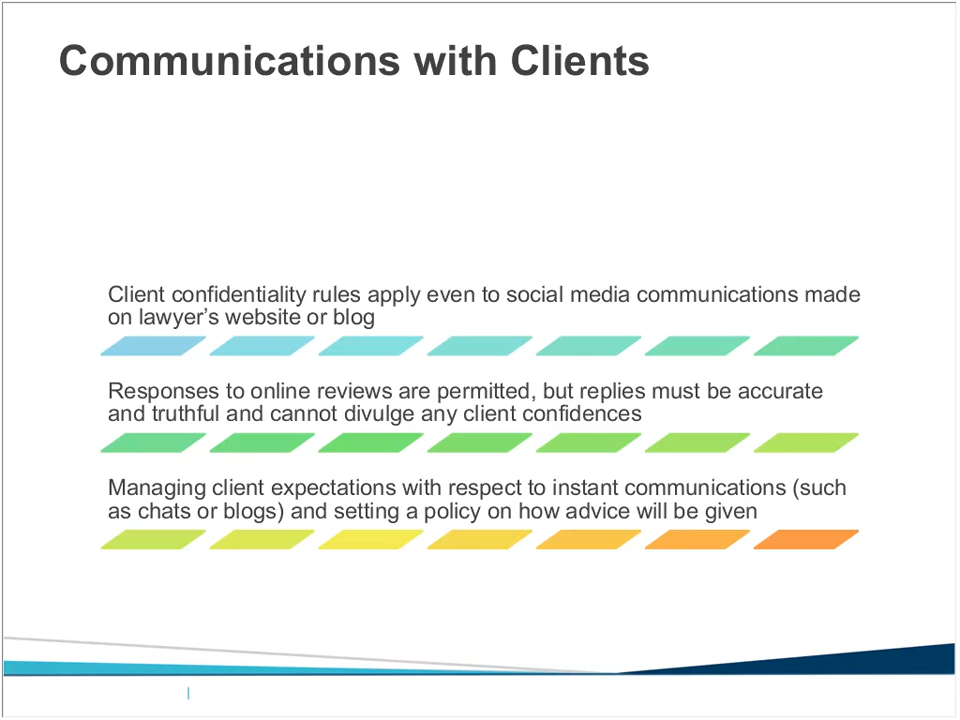 Communications with Clients
Client confidentiality rules apply even to social media communications made
on lawyer’s website or blog
Responses to online reviews are permitted, but replies must be accurate
and truthful and cannot divulge any client confidences
Managing client expectations with respect to instant communications (such
as chats or blogs) and setting a policy on how advice will be given